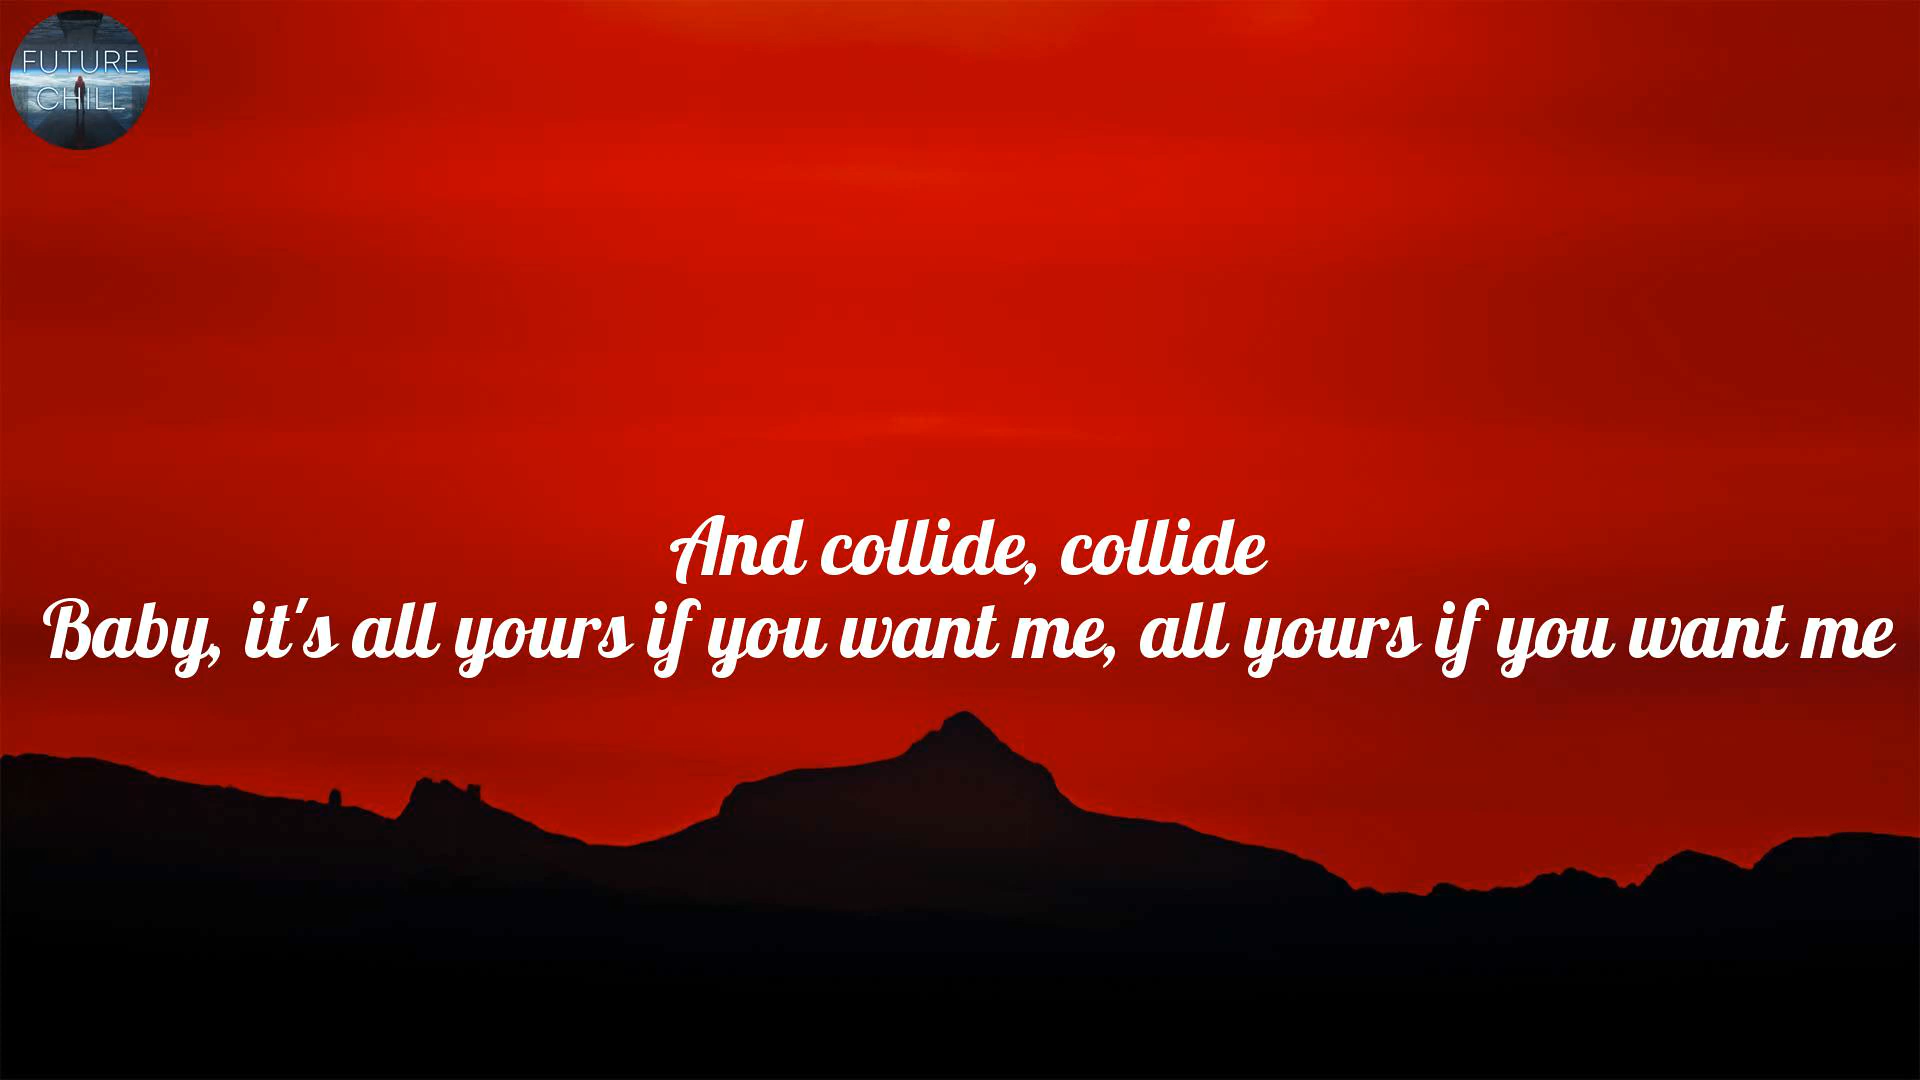 FUTURE
CHILL
And collide, collide
Baby, it's all yours if you want me, all yours if you want me